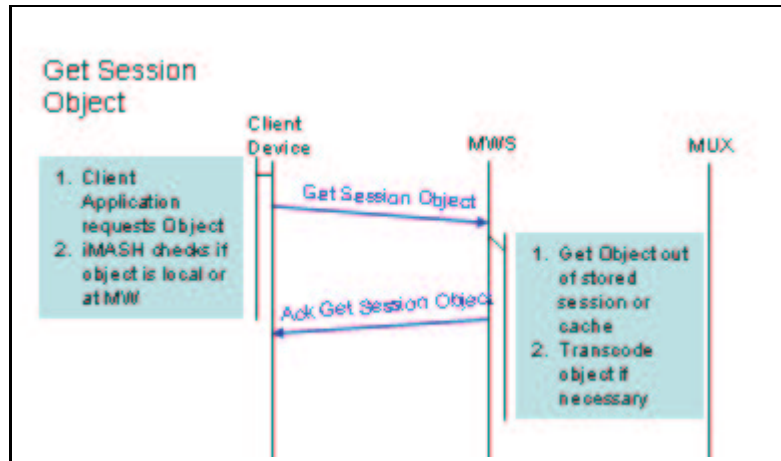 Get Session
Object
Client
Device
MWS
MUX
1. Client
Application
requests Object
2. iMASH checks if
object is local or
at MW
Get Session Object
1. Get Object out
of stored
session or
cache
2. Transcode
object if
necessary
Ack Get Session Object